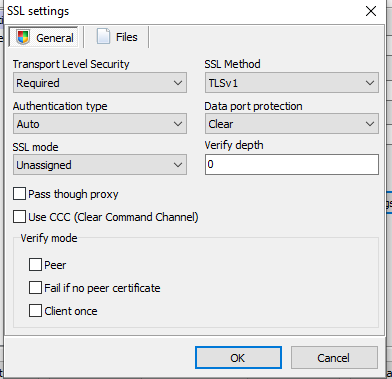 SSL settings
General
Files
Transport Level Security
SSL Method
Required
TLSv1
Authentication type
Data port protection
Auto
Clear
SSL mode
Verify depth
Unassigned
0
Pass though proxy
Use CCC (Clear Command Channel)
Verify mode
Peer
Fail if no peer certificate
Client once
OK
Cancel